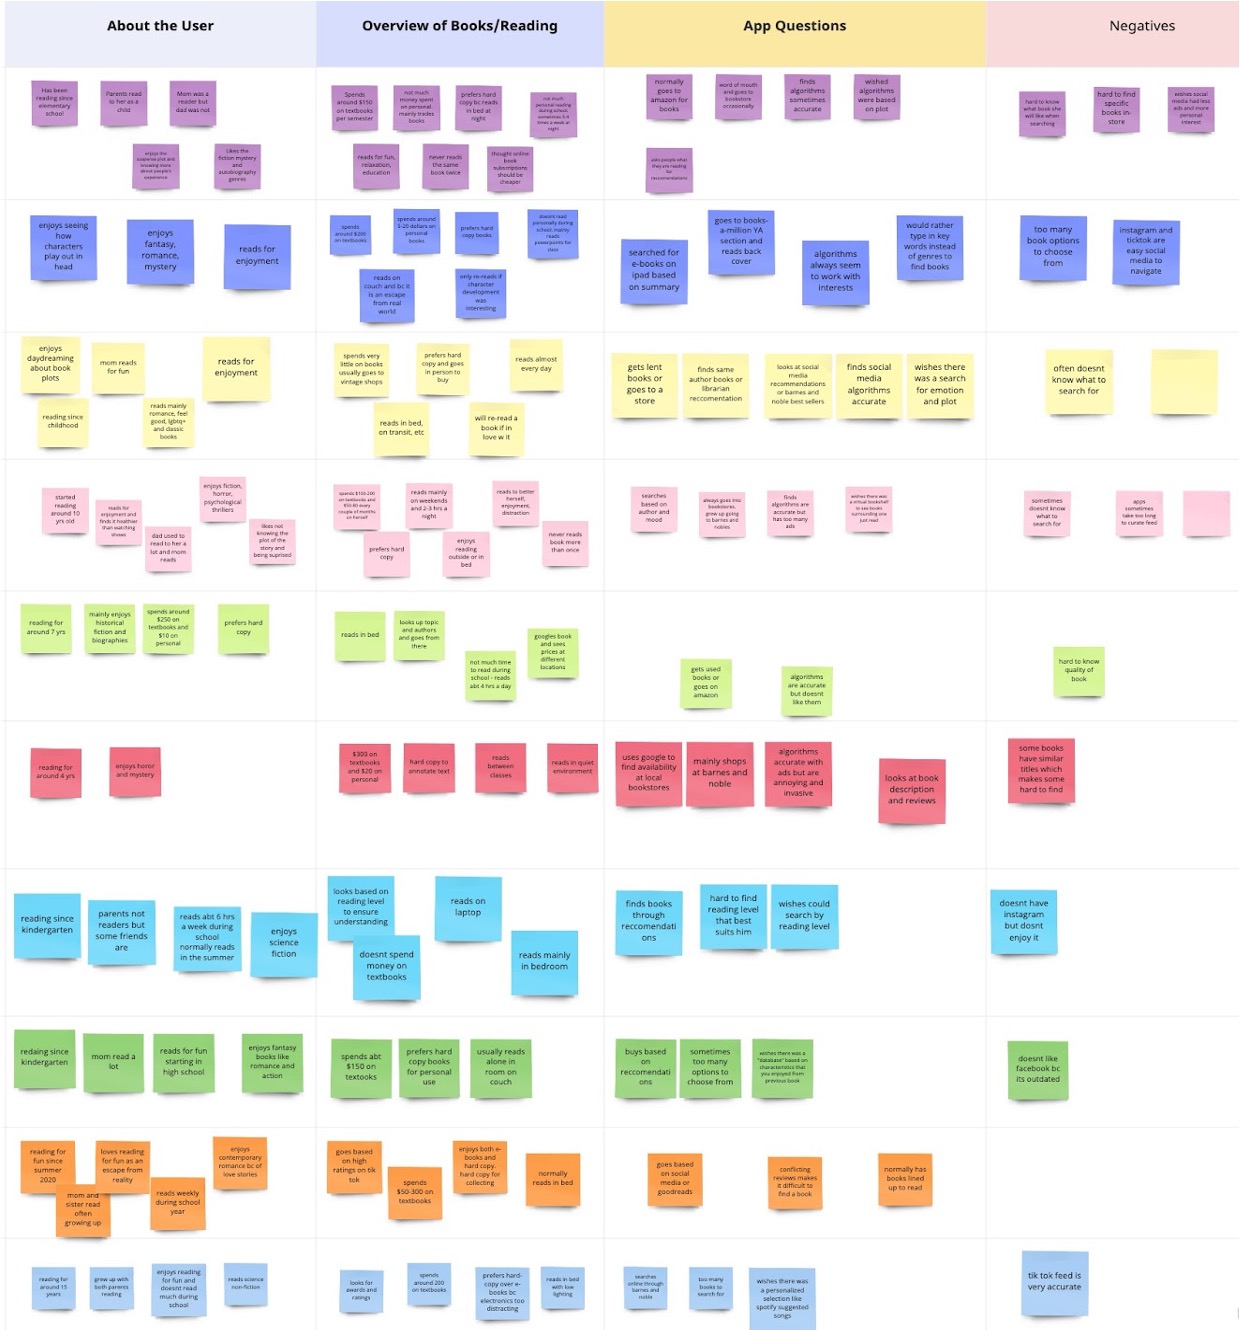 About the User
Overview of Books/Reading
App Questions
Negatives
Has been
reading since
elementary
school
Parents read
to her as a
child
Mom was a
reader but
dad was not
enjoys the
suspense plot and
knowing more
about people's
experience
Likes the
fiction mystery
and
autobiography
genres
Spends
around $150
on textbooks
per semester
not much
money spent
on personal.
mainly trades
books
prefers hard
copy bc reads
in bed at
night
not much
personal reading
during school.
sometimes 3-4
times a week at
night
reads for fun,
relaxation,
education
never reads
the same
book twice
thought online
book
subscriptions
should be
cheaper
normally
goes to
amazon for
books
word of mouth
and goes to
bookstore
occasionally
finds
algorithms
sometimes
accurate
wished
algorithms
were based
on plot
asks people what
they are reading
for
recommendations
hard to know
what book she
will like when
searching
hard to find
specific
books in-
store
wishes social
media had less
ads and more
personal
interest
enjoys seeing
how
characters
play out in
head
enjoys
fantasy,
romance,
mystery
reads for
enjoyment
spends
around $200
on textbooks
spends around
5-20 dollars on
personal
books
prefers hard
copy books
doesnt read
personally during
school. mainly
reads
powerpoints for
class
reads on
couch and bc it
is an escape
from real
world
only re-reads if
character
development
was
interesting
searched for
e-books on
ipad based
on summary
goes to books-
a-million YA
section and
reads back
cover
algorithms
always seem
to work with
interests
would rather
type in key
words instead
of genres to
find books
too many
book options
to choose
from
instagram and
ticktok are
easy social
media to
navigate
enjoys
daydreaming
about book
plots
mom reads
for fun
reads for
enjoyment
reading since
childhood
reads mainly
romance, feel
good, lgbtq+
and classic
books
spends very
little on books
usually goes to
vintage shops
prefers hard
copy and goes
in person to
buy
reads almost
every day
reads in bed,
on transit, etc
will re-read a
book if in
love w it
gets lent
books or
goes to a
store
finds same
author books or
librarian
reccomentation
looks at social
media
recommendations
or barnes and
noble best sellers
finds social
media
algorithms
accurate
wishes there
was a search
for emotion
and plot
often doesnt
know what to
search for
started
reading
around 10
yrs old
reads for
enjoyment and
finds it healthier
than watching
shows
dad used to
read to her a
lot and mom
reads
enjoys fiction,
horror,
psychological
thrillers
likes not
knowing the
plot of the
story and
being suprised
spends $100-200
on textbooks and
$50-60 every
couple of months
on herself
reads mainly
on weekends
and 2-3 hrs a
night
reads to better
herself,
enjoyment,
distraction
prefers hard
copy
enjoys
reading
outside or in
bed
never reads
book more
than once
searches
based on
author and
mood
always goes into
bookstores.
grew up going
to barnes and
nobles
finds
algorithms are
accurate but
has too many
ads
wishes there was
a virtual bookshelf
to see books
surrounding one
just read
sometimes
doesnt know
what to
search for
apps
sometimes
take too long
to curate feed
reading for
around 7 yrs
mainly enjoys
historical
fiction and
biographies
spends around
$250 on
textbooks and
$10 on
personal
prefers hard
copy
reads in bed
looks up topic
and authors
and goes from
there
not much time
to read during
school - reads
abt 4 hrs a day
googles book
and sees
prices at
different
locations
gets used
books or
goes on
amazon
algorithms
are accurate
but doesnt
like them
hard to know
quality of
book
reading for
around 4 yrs
enjoys horor
and mystery
$300 on
textbooks
and $20 on
personal
hard copy to
annotate text
reads
between
classes
reads in quiet
environment
uses google to
find availability
at local
bookstores
mainly shops
at barnes and
noble
algorithms
accurate with
ads but are
annoying and
invasive
looks at book
description
and reviews
some books
have similar
titles which
makes some
hard to find
reading since
kindergarten
parents not
readers but
some friends
are
reads abt 6 hrs
a week during
school
normally reads
in the summer
enjoys
science
fiction
looks based on
reading level
to ensure
understanding
doesnt spend
money on
textbooks
reads on
laptop
reads mainly
in bedroom
finds books
through
reccomendati
ons
hard to find
reading level
that best
suits him
wishes could
search by
reading level
doesnt have
instagram
but dosnt
enjoy it
redaing since
kindergarten
mom read a
lot
reads for fun
starting in
high school
enjoys fantasy
books like
romance and
action
spends abt
$150 on
textooks
prefers hard
copy books
for personal
use
usually reads
alone in
room on
couch
buys based
on
reccomendati
ons
sometimes
too many
options to
choose from
wishes there was a
"database" based on
characteristics that
you enjoyed from
previous book
doesnt like
facebook bc
its outdated
reading for
fun since
summer
2020
loves reading
for fun as an
escape from
reality
mom and
sister read
often
growing up
reads weekly
during school
year
enjoys
contemporary
romance bc of
love stories
goes based
on high
ratings on tik
tok
spends
$50-300 on
textbooks
enjoys both e-
books and
hard copy.
hard copy for
collecting
normally
reads in bed
goes based
on social
media or
goodreads
conflicting
reviews makes
it difficult to
find a book
normally has
books lined
up to read
reading for
around 15
years
grew up with
both parents
reading
enjoys reading
for fun and
doesnt read
much during
school
reads science
non-fiction
looks for
awards and
ratings
spends
around 200
on textbooks
prefers hard-
copy over e-
books bc
electronics too
distracting
reads in bed
with low
lighting
searches
online through
barnes and
noble
too many
books to
search for
wishes there was
a personalized
selection like
spotify suggested
songs
tik tok feed is
very accurate